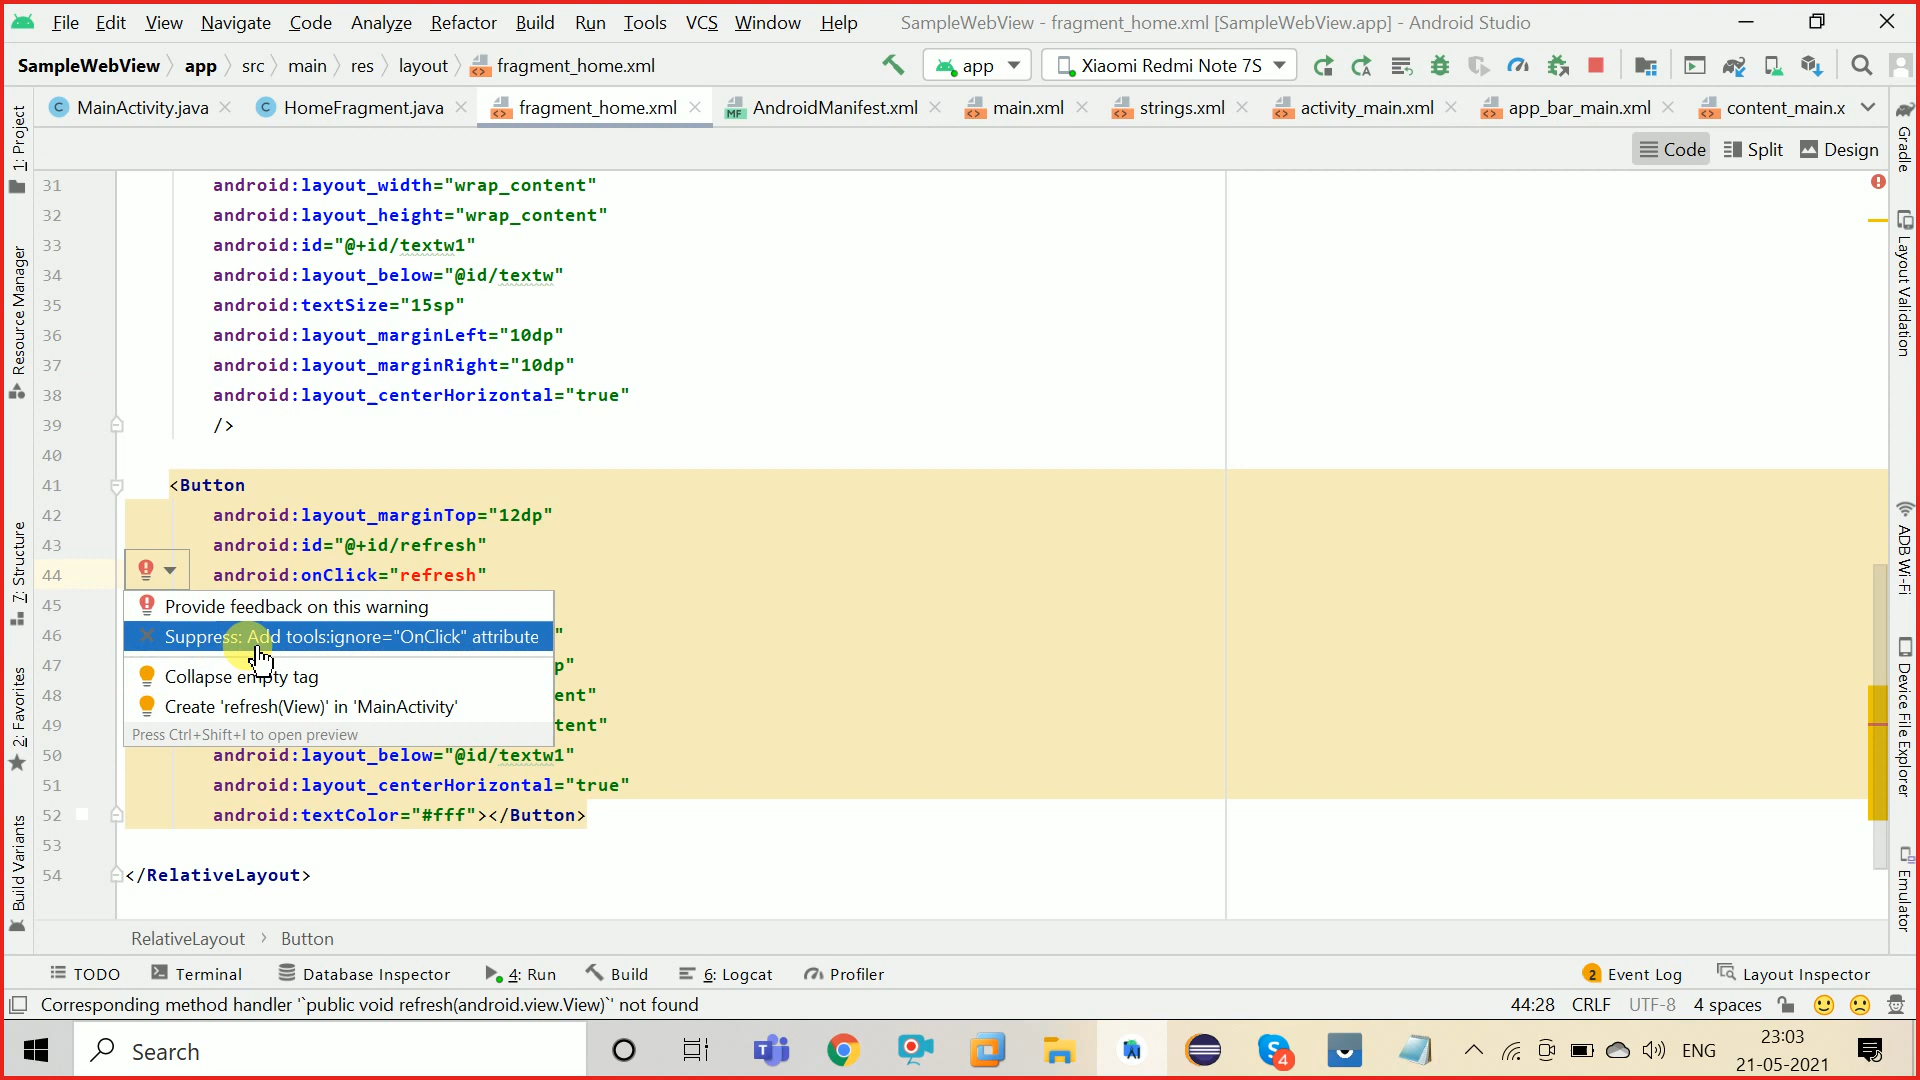 File Edit View Navigate Code Analyze Refactor Build Run Tools VCS Window Help SampleWebView - fragment_home.xml [SampleWebView.app] - Android Studio
SampleWebView app src main res layout fragment_home.xml app Xiaomi Redmi Note 7S
MainActivity.java HomeFragment.java fragment_home.xml AndroidManifest.xml main.xml strings.xml activity_main.xml app_bar_main.xml content_main.x
Code Split Design
31 android:layout_width="wrap_content"
32 android:layout_height="wrap_content"
33 android:id="@+id/textw1"
34 android:layout_below="@id/textw"
35 android:textSize="15sp"
36 android:layout_marginLeft="10dp"
37 android:layout_marginRight="10dp"
38 android:layout_centerHorizontal="true"
39 />
40
41 <Button
42 android:layout_marginTop="12dp"
43 android:id="@+id/refresh"
44 android:onClick="refresh"
45 Provide feedback on this warning
46 Suppress: Add tools:ignore="OnClick" attribute "
47 Collapse empty tag p"
48 Create 'refresh(View)' in 'MainActivity' ent"
49 Press Ctrl+Shift+I to open preview tent"
50 android:layout_below="@id/textw1"
51 android:layout_centerHorizontal="true"
52 android:textColor="#fff"></Button>
53
54 </RelativeLayout>
RelativeLayout Button
1: Project
Resource Manager
7: Structure
2: Favorites
Build Variants
Gradle
Layout Validation
ADB Wi-Fi
Device File Explorer
Emulator
TODO Terminal Database Inspector 4: Run Build 6: Logcat Profiler 2 Event Log Layout Inspector
Corresponding method handler '`public void refresh(android.view.View)`' not found 44:28 CRLF UTF-8 4 spaces
Search 4 ENG 23:03
21-05-2021